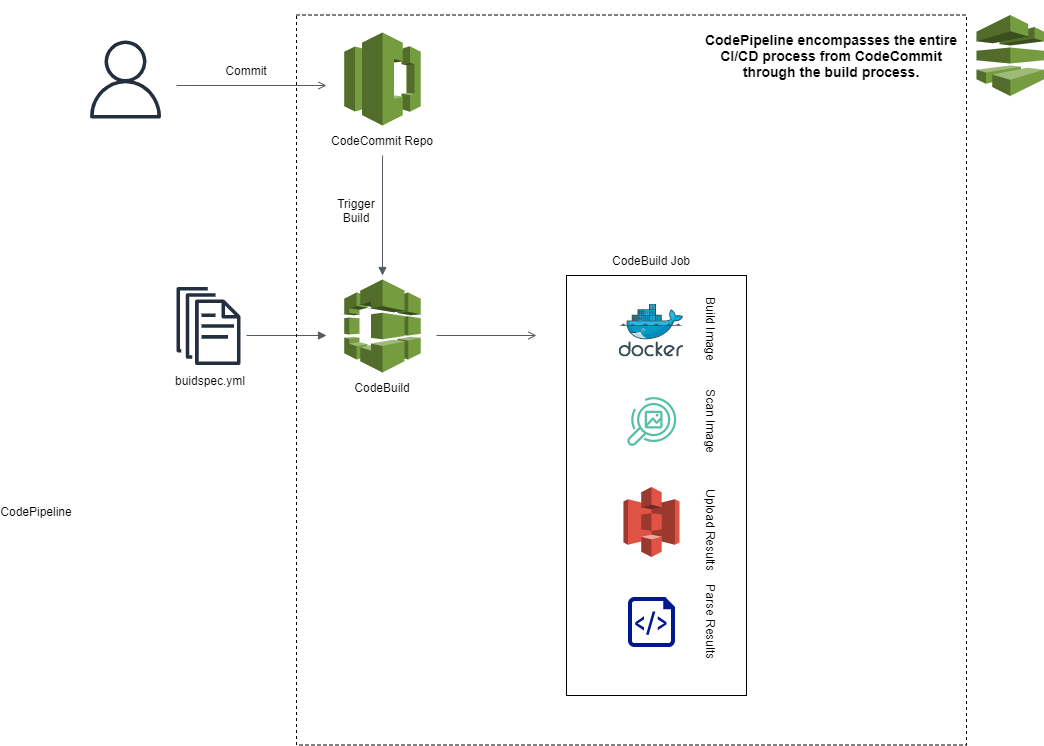 CodePipeline encompasses the entire
CI/CD process from CodeCommit
through the build process.
Commit
CodeCommit Repo
Trigger
Build
CodeBuild Job
buidspec.yml
CodeBuild
docker
Build Image
Scan Image
Upload Results
Parse Results
CodePipeline